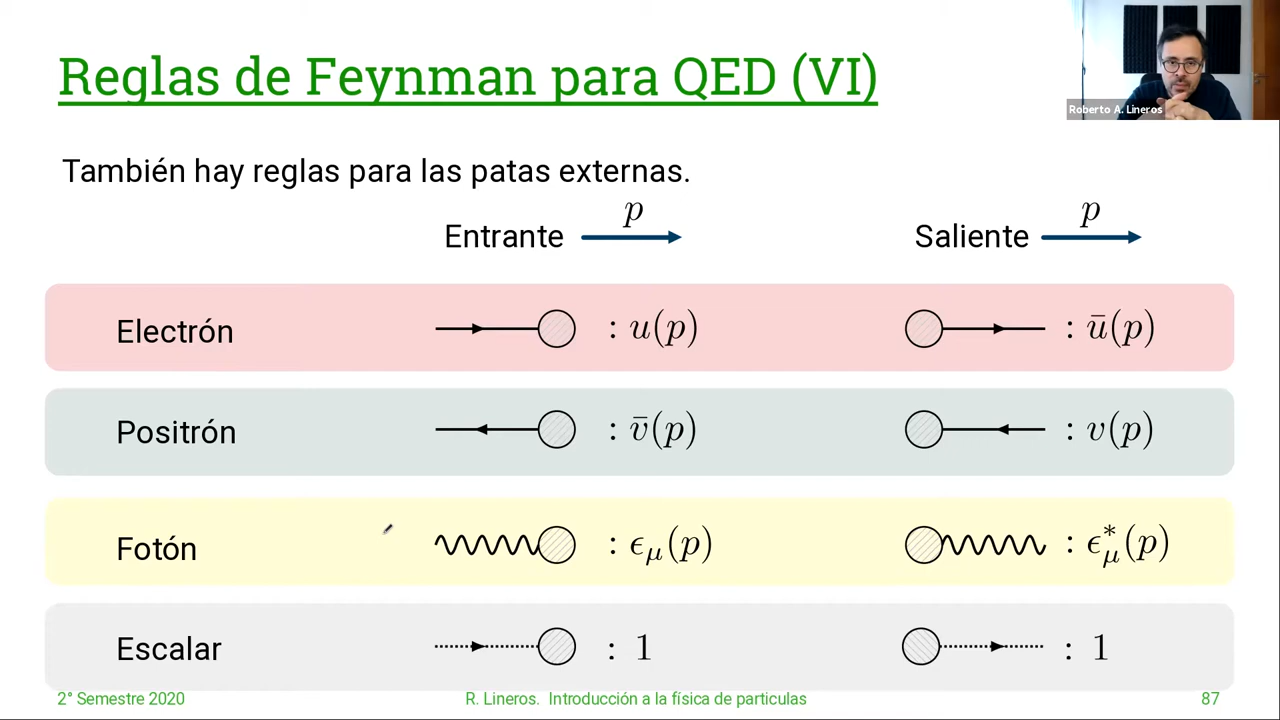 Reglas de Feynman para QED (VI)
Roberto A. Lineros
También hay reglas para las patas externas.
Entrante p
Saliente p
Electrón : u(p) : ū(p)
Positrón : v̄(p) : v(p)
Fotón : ϵ_μ(p) : ϵ*_μ(p)
Escalar : 1 : 1
2° Semestre 2020
R. Lineros. Introducción a la física de particulas
87